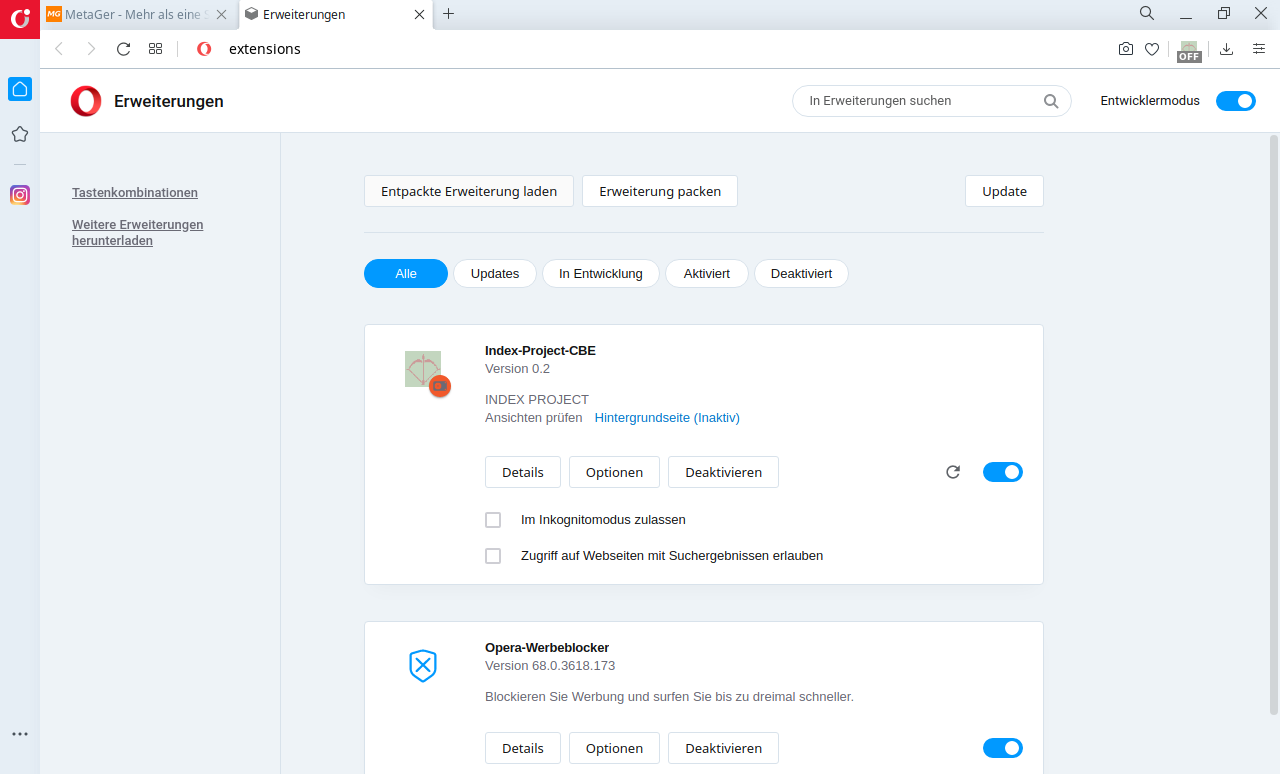 MG MetaGer - Mehr als eine S
Erweiterungen
extensions
OFF
Erweiterungen
In Erweiterungen suchen
Entwicklermodus
Tastenkombinationen
Weitere Erweiterungen
herunterladen
Entpackte Erweiterung laden
Erweiterung packen
Update
Alle
Updates
In Entwicklung
Aktiviert
Deaktiviert
Index-Project-CBE
Version 0.2
INDEX PROJECT
Ansichten prüfen Hintergrundseite (Inaktiv)
Details
Optionen
Deaktivieren
Im Inkognitomodus zulassen
Zugriff auf Webseiten mit Suchergebnissen erlauben
Opera-Werbeblocker
Version 68.0.3618.173
Blockieren Sie Werbung und surfen Sie bis zu dreimal schneller.
Details
Optionen
Deaktivieren